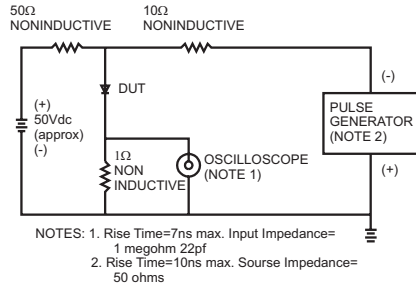 50Ω
NONINDUCTIVE
10Ω
NONINDUCTIVE
(+)
50Vdc
(approx)
(-)
DUT
1Ω
NON
INDUCTIVE
OSCILLOSCOPE
(NOTE 1)
(-)
PULSE
GENERATOR
(NOTE 2)
(+)
NOTES: 1. Rise Time=7ns max. Input Impedance=
1 megohm 22pf
2. Rise Time=10ns max. Sourse Impedance=
50 ohms